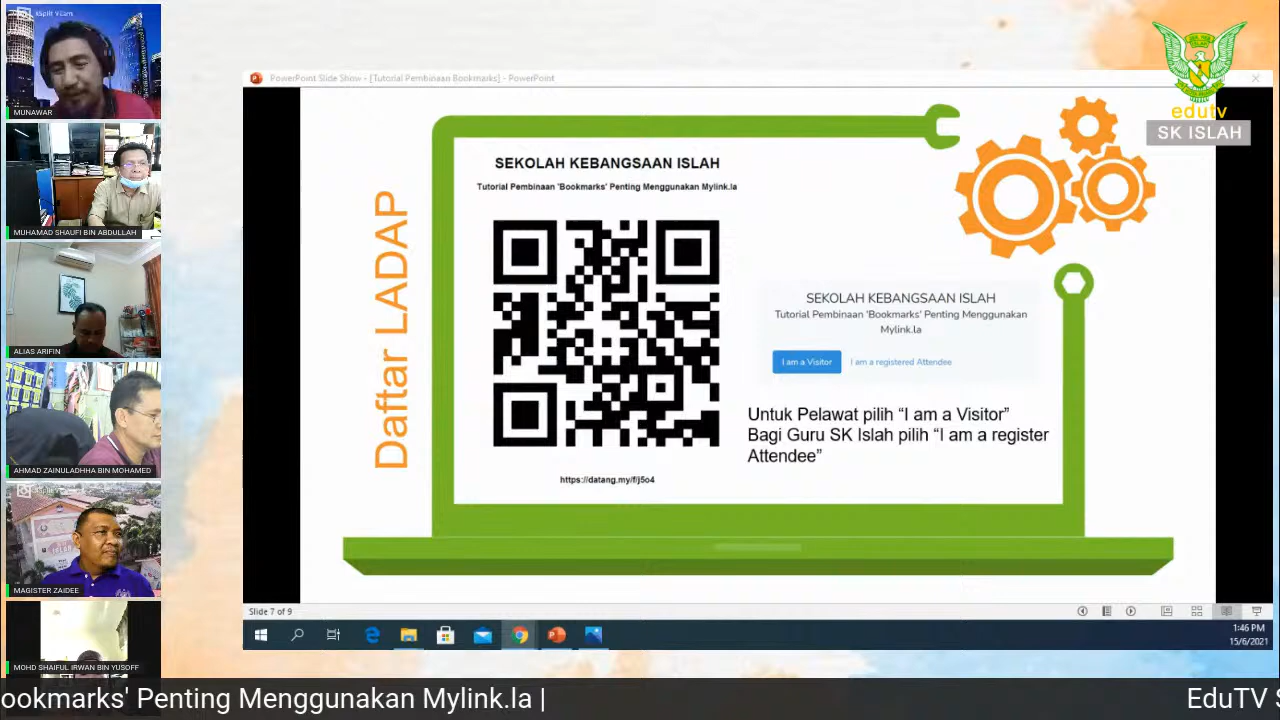 XSplit VCam
MUNAWAR
MUHAMAD SHAUFI BIN ABDULLAH
ALIAS ARIFIN
AHMAD ZAINULADHHA BIN MOHAMED
MAGISTER ZAIDEE
MOHD SHAIFUL IRWAN BIN YUSOFF
PowerPoint Slide Show - [Tutorial Pembinaan Bookmarks] - PowerPoint
edutv
SK ISLAH
Daftar LADAP
SEKOLAH KEBANGSAAN ISLAH
Tutorial Pembinaan 'Bookmarks' Penting Menggunakan Mylink.la
https://datang.my/f/j5o4
SEKOLAH KEBANGSAAN ISLAH
Tutorial Pembinaan 'Bookmarks' Penting Menggunakan
Mylink.la
I am a Visitor I am a registered Attendee
Untuk Pelawat pilih “I am a Visitor”
Bagi Guru SK Islah pilih “I am a register
Attendee”
Slide 7 of 9
1:46 PM
15/6/2021
ookmarks' Penting Menggunakan Mylink.la | EduTV S